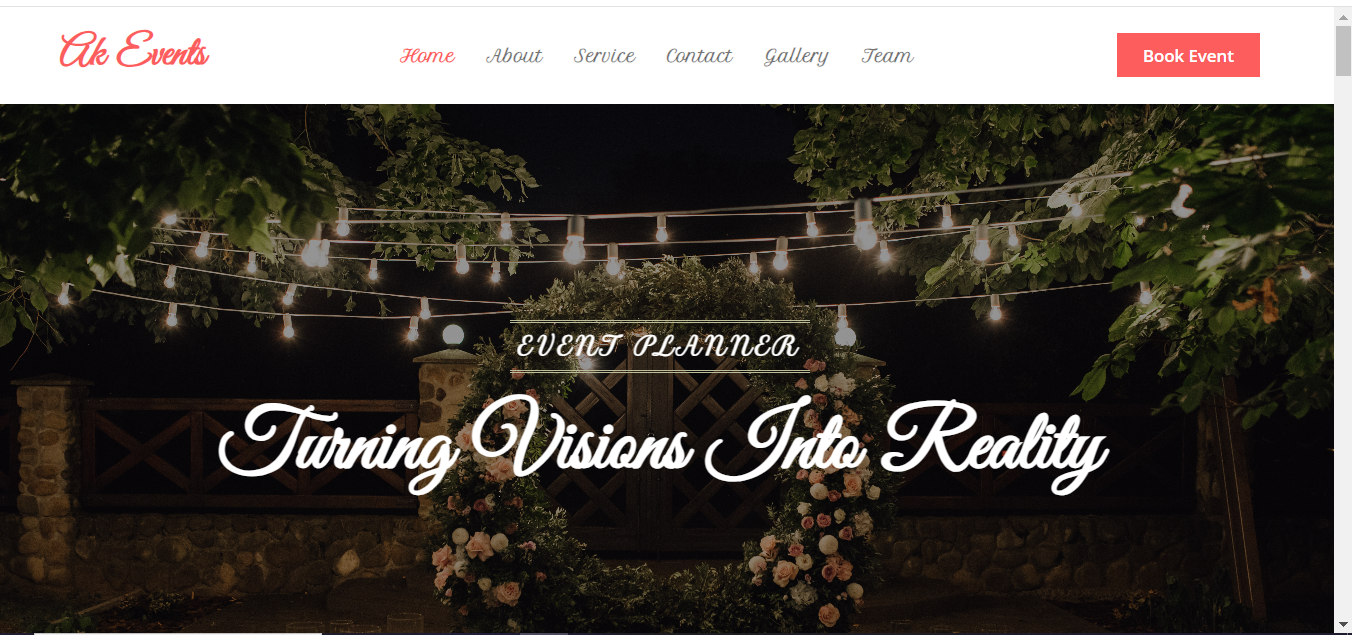 Ak Events
Home About Service Contact Gallery Team
Book Event
EVENT PLANNER
Turning Visions Into Reality